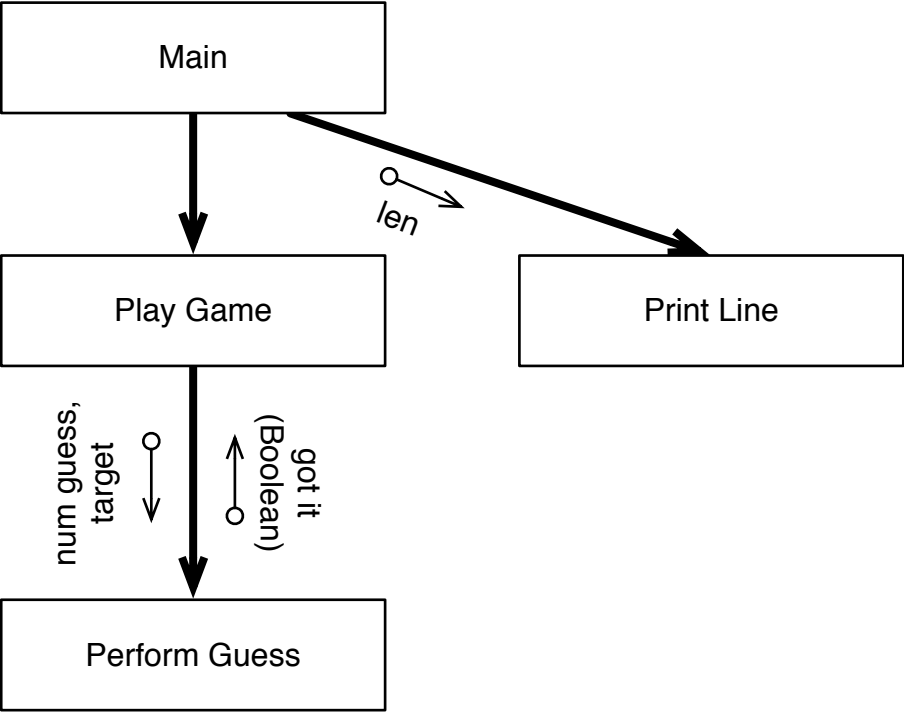 Main
len
Play Game
Print Line
num guess,
target
got it
(Boolean)
Perform Guess